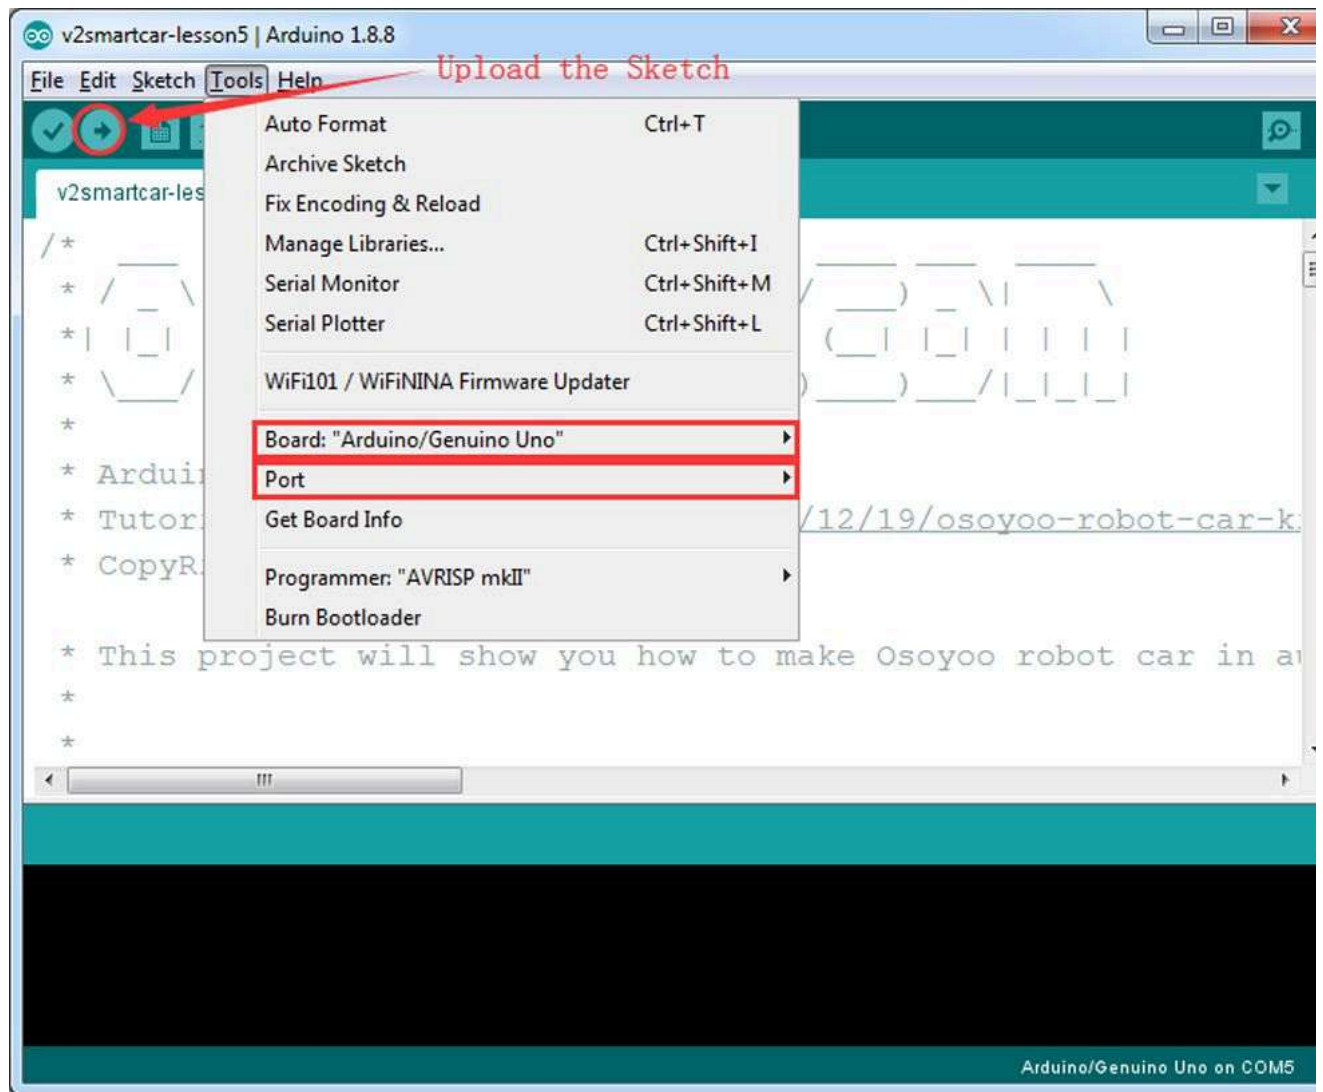 v2smartcar-lesson5 | Arduino 1.8.8
File Edit Sketch Tools Help
Upload the Sketch
Auto Format Ctrl+T
Archive Sketch
v2smartcar-les
Fix Encoding & Reload
Manage Libraries... Ctrl+Shift+I
Serial Monitor Ctrl+Shift+M
Serial Plotter Ctrl+Shift+L
WiFi101 / WiFiNINA Firmware Updater
Board: "Arduino/Genuino Uno"
Port
* Arduin
Get Board Info
* Tutor /12/19/osoyoo-robot-car-k
* CopyR
Programmer: "AVRISP mkII"
Burn Bootloader
* This project will show you how to make Osoyoo robot car in au
Arduino/Genuino Uno on COM5